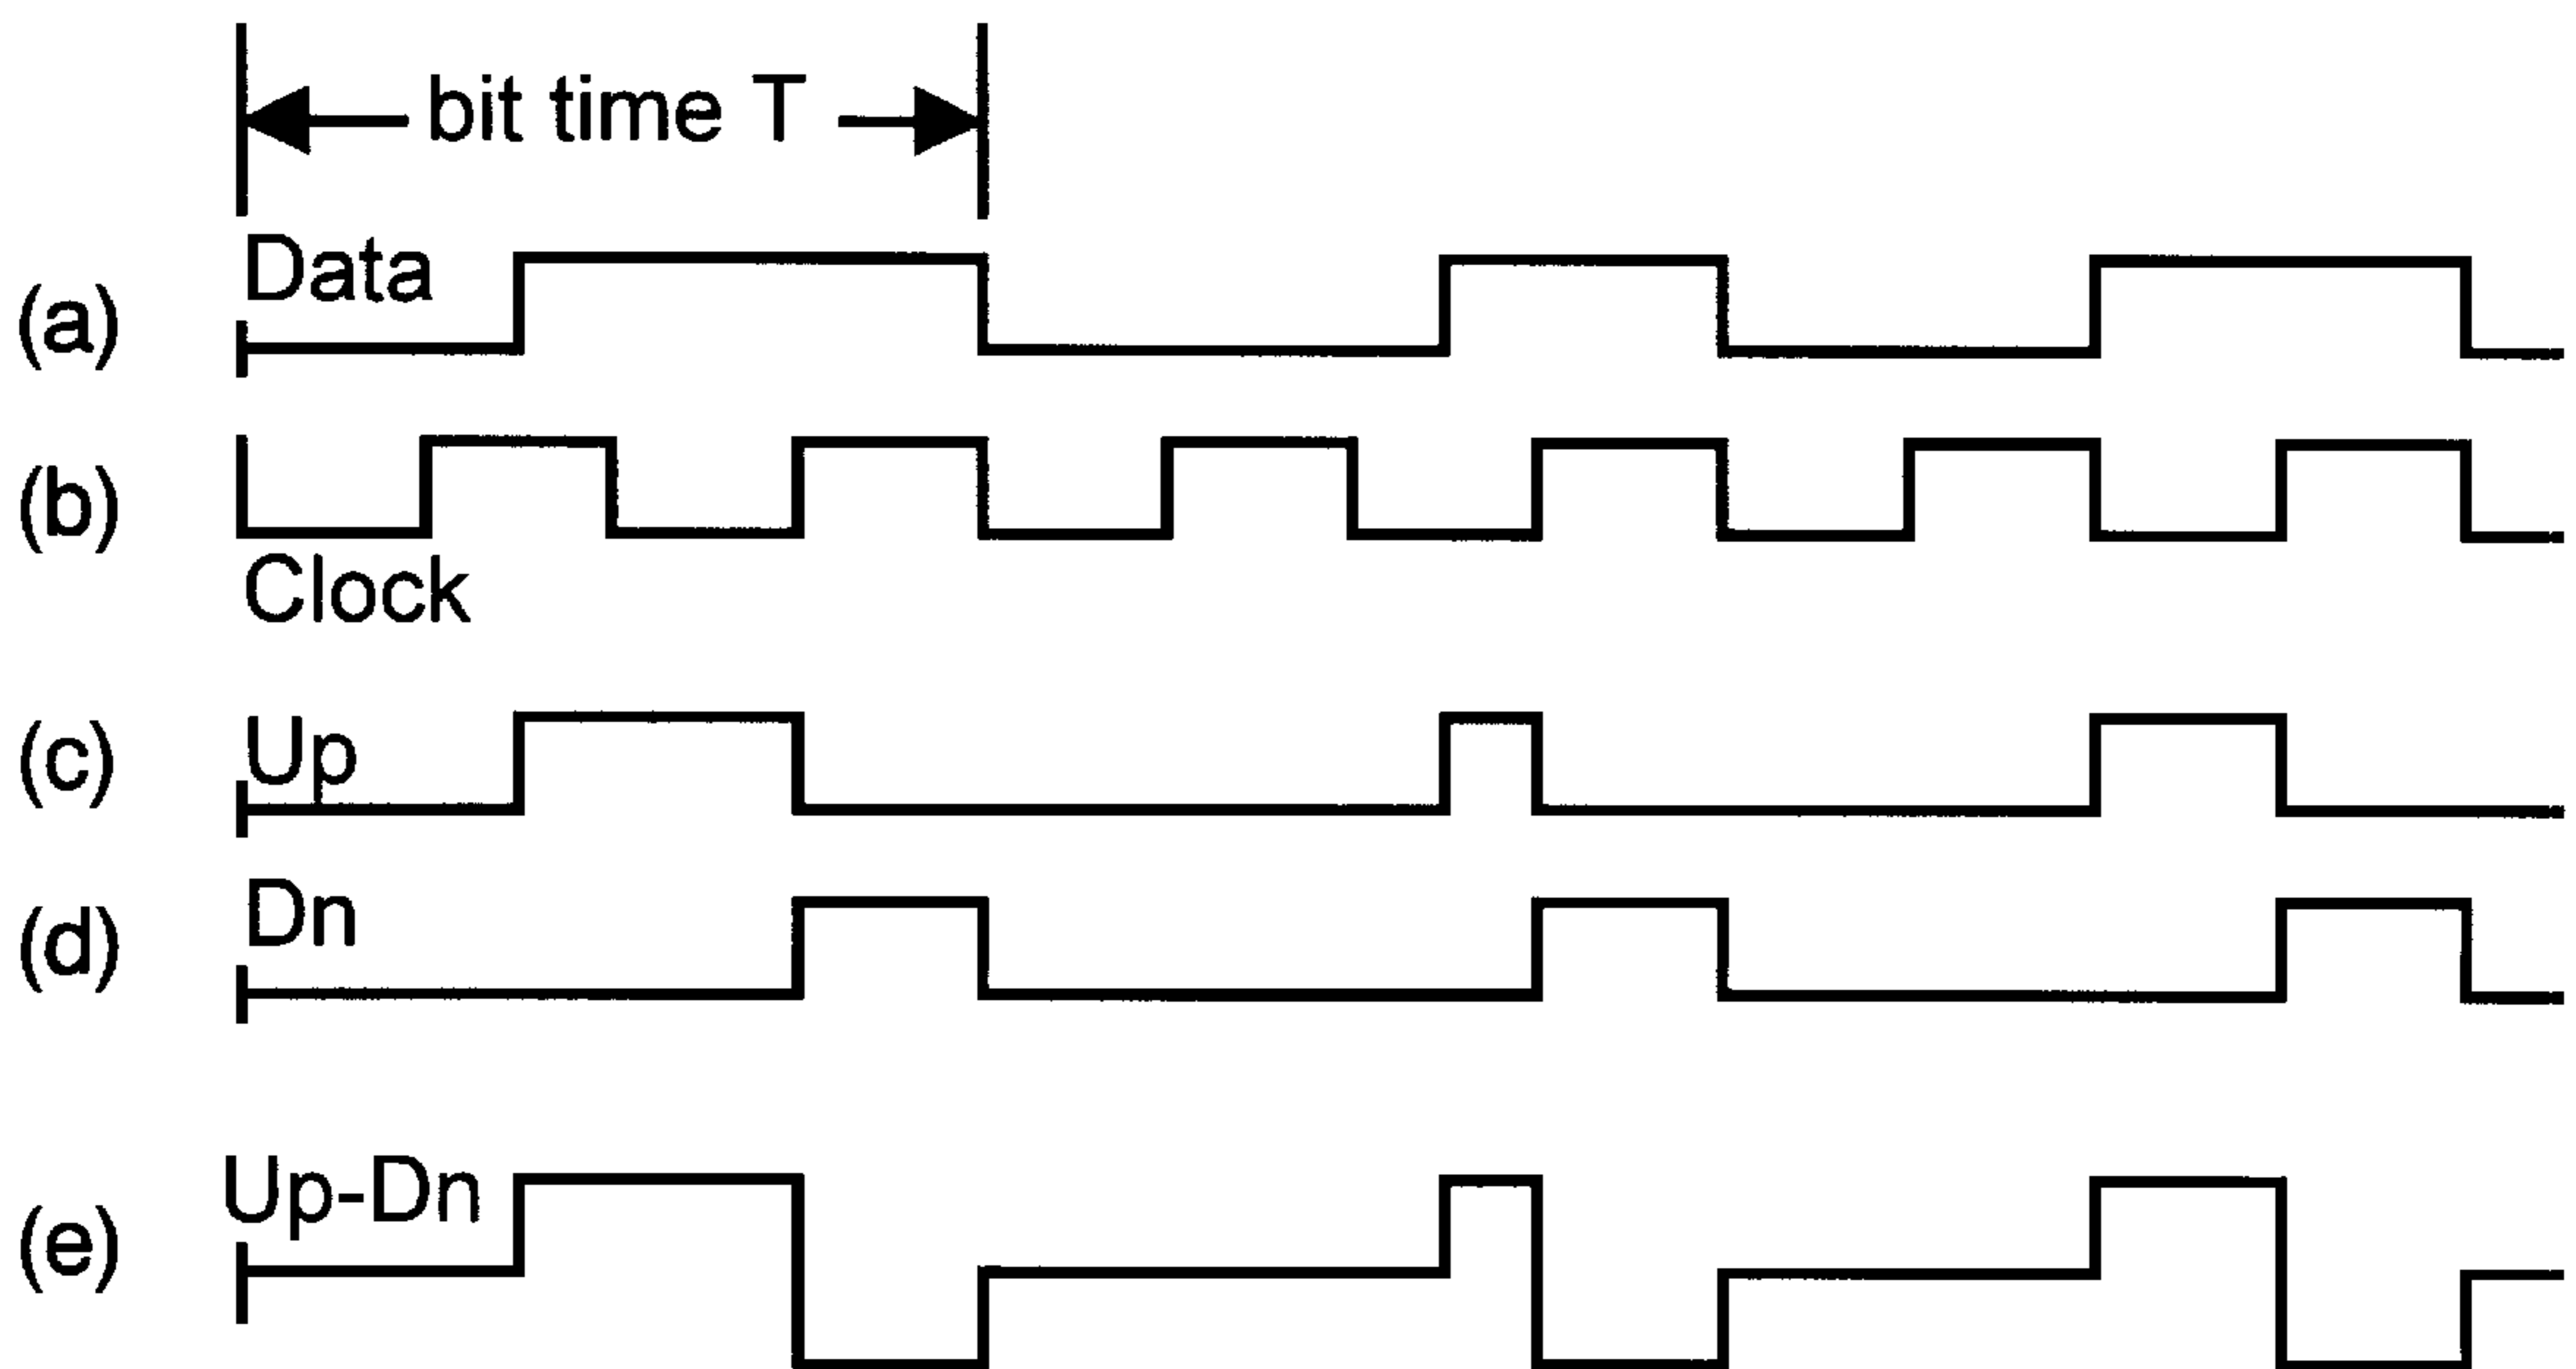 bit time T
(a) Data
(b)
Clock
(c) Up
(d) Dn
(e) Up-Dn